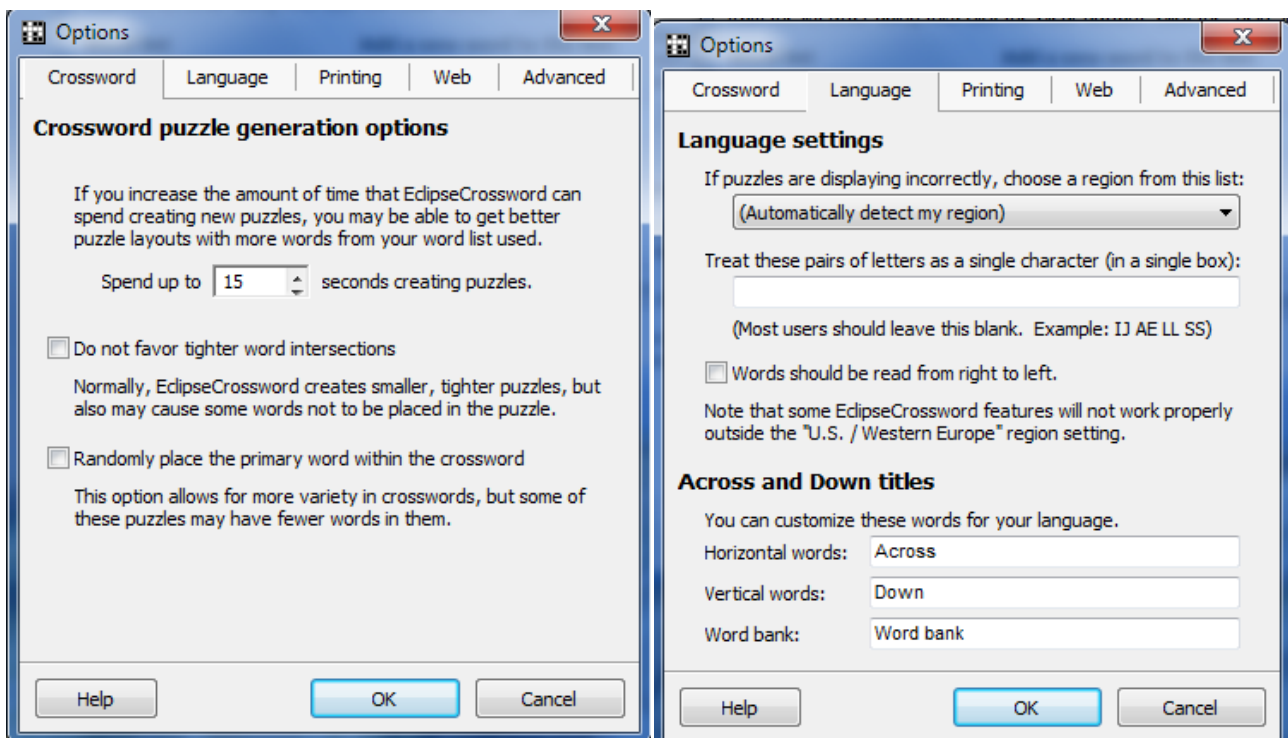 Options
Crossword Language Printing Web Advanced
Crossword puzzle generation options
If you increase the amount of time that EclipseCrossword can
spend creating new puzzles, you may be able to get better
puzzle layouts with more words from your word list used.
Spend up to 15 seconds creating puzzles.
Do not favor tighter word intersections
Normally, EclipseCrossword creates smaller, tighter puzzles, but
also may cause some words not to be placed in the puzzle.
Randomly place the primary word within the crossword
This option allows for more variety in crosswords, but some of
these puzzles may have fewer words in them.
Help OK Cancel
Options
Crossword Language Printing Web Advanced
Language settings
If puzzles are displaying incorrectly, choose a region from this list:
(Automatically detect my region)
Treat these pairs of letters as a single character (in a single box):
(Most users should leave this blank. Example: IJ AE LL SS)
Words should be read from right to left.
Note that some EclipseCrossword features will not work properly
outside the "U.S. / Western Europe" region setting.
Across and Down titles
You can customize these words for your language.
Horizontal words: Across
Vertical words: Down
Word bank: Word bank
Help OK Cancel